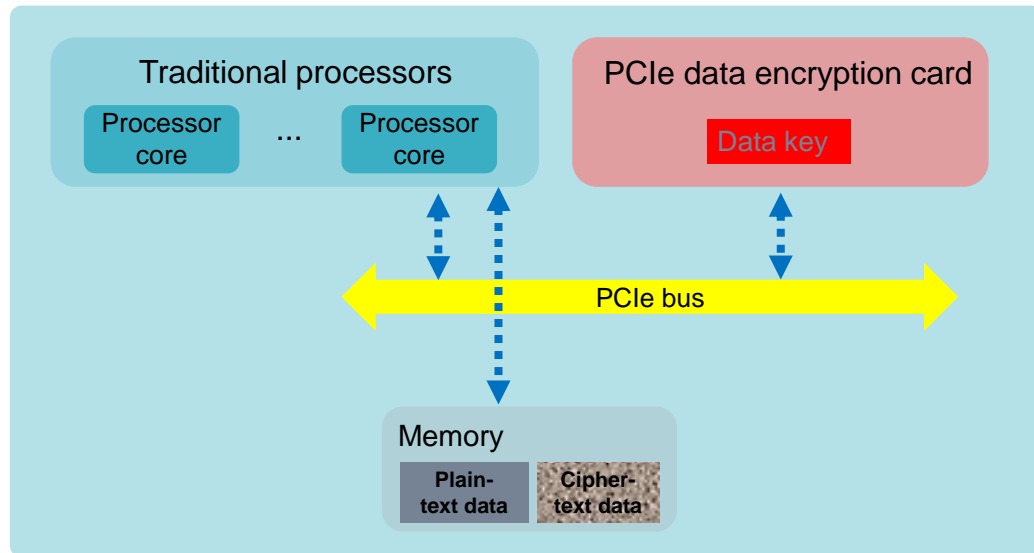 Traditional processors
Processor
core
...
Processor
core
PCIe data encryption card
Data key
PCIe bus
Memory
Plain-
text data
Cipher-
text data